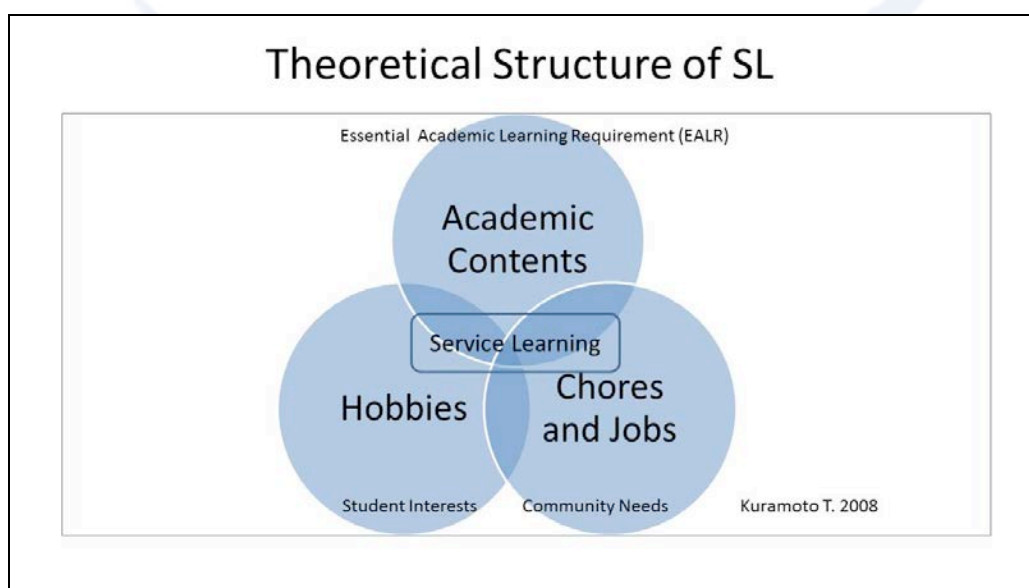 Theoretical Structure of SL
Essential Academic Learning Requirement (EALR)
Academic
Contents
Service Learning
Hobbies
Chores
and Jobs
Student Interests
Community Needs
Kuramoto T. 2008